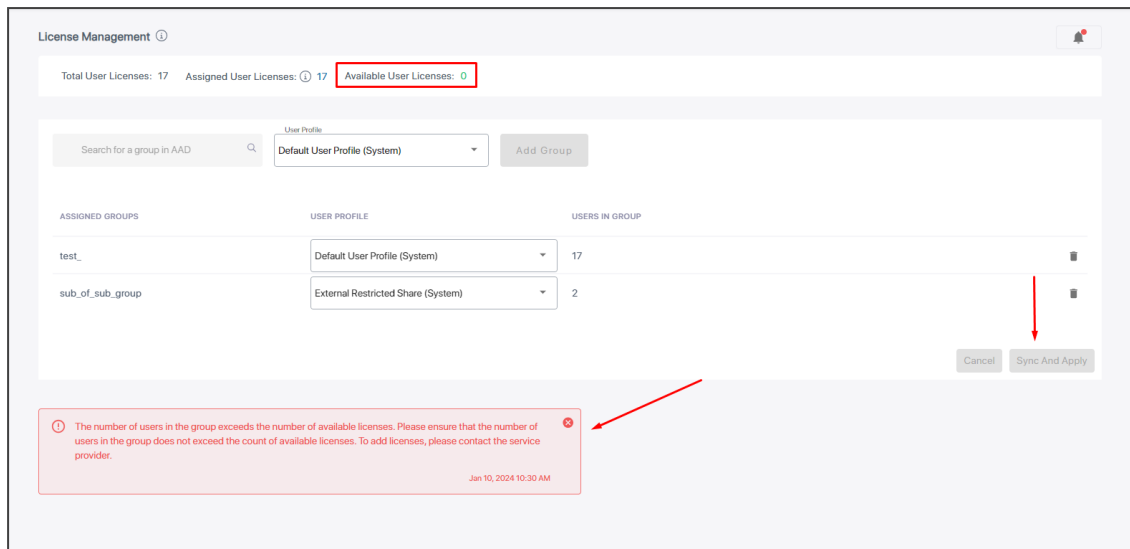 License Management
Total User Licenses: 17 Assigned User Licenses: 17 Available User Licenses: 0
User Profile
Search for a group in AAD Default User Profile (System) Add Group
ASSIGNED GROUPS USER PROFILE USERS IN GROUP
test_ Default User Profile (System) 17
sub_of_sub_group External Restricted Share (System) 2
Cancel Sync And Apply
The number of users in the group exceeds the number of available licenses. Please ensure that the number of
users in the group does not exceed the count of available licenses. To add licenses, please contact the service
provider.
Jan 10, 2024 10:30 AM